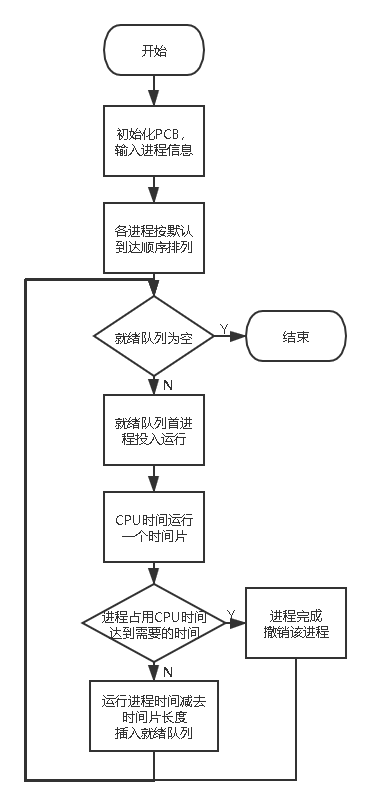 开始
初始化PCB，
输入进程信息
各进程按默认
到达顺序排列
就绪队列为空
Y
结束
N
就绪队列首进
程投入运行
CPU时间运行
一个时间片
进程占用CPU时间
达到需要的时间
Y
进程完成
撤销该进程
N
运行进程时间减去
时间片长度
插入就绪队列